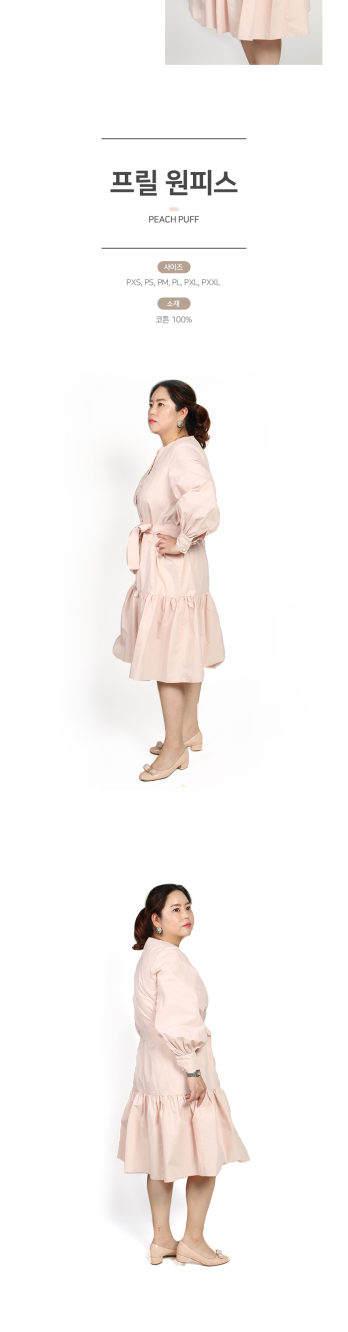 프릴 원피스
PEACH PUFF
사이즈
PXS, PS, PM, PL, PXL, PXXL
소재
코튼 100%